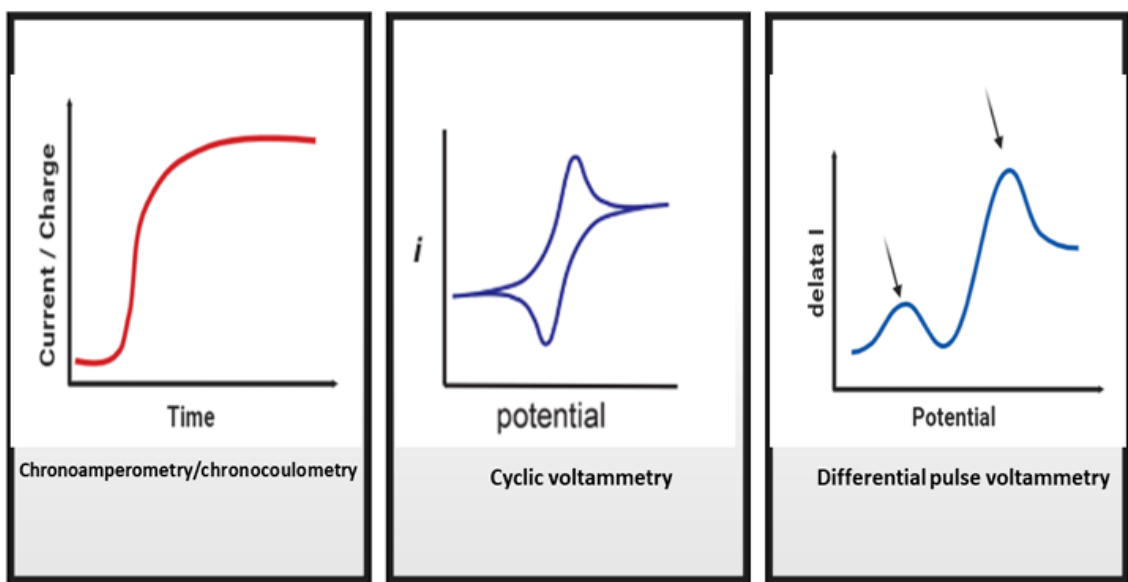 Current / Charge
Time
Chronoamperometry/chronocoulometry
i
potential
Cyclic voltammetry
delata I
Potential
Differential pulse voltammetry